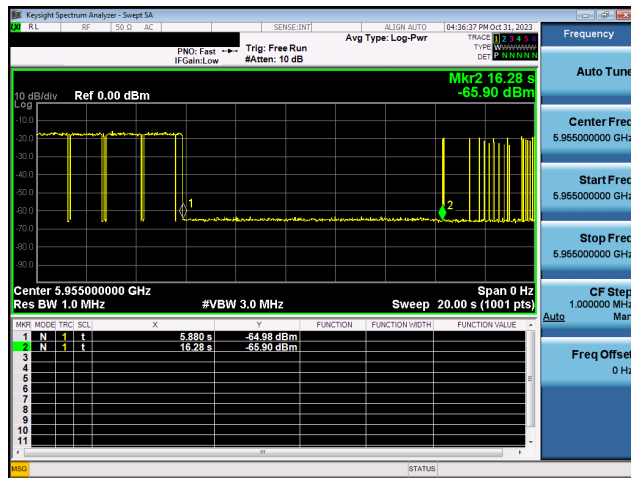 Keysight Spectrum Analyzer - Swept SA
RL RF 50 Ω AC SENSE:INT ALIGN AUTO 04:36:37 PM Oct 31, 2023
Avg Type: Log-Pwr TRACE 1 2 3 4 5 6
PNO: Fast Trig: Free Run TYPE WWWWWW
IFGain:Low #Atten: 10 dB DET P NNNNN
Mkr2 16.28 s
10 dB/div Ref 0.00 dBm -65.90 dBm
Log
-10.0
-20.0
-30.0
-40.0
-50.0
-60.0
-70.0
-80.0
-90.0
1
2
Center 5.955000000 GHz Span 0 Hz
Res BW 1.0 MHz #VBW 3.0 MHz Sweep 20.00 s (1001 pts)
MKR MODE TRC SCL X Y FUNCTION FUNCTION WIDTH FUNCTION VALUE
1 N 1 t 5.880 s -64.98 dBm
2 N 1 t 16.28 s -65.90 dBm
3
4
5
6
7
8
9
10
11
MSG STATUS
Frequency
Auto Tune
Center Freq
5.955000000 GHz
Start Freq
5.955000000 GHz
Stop Freq
5.955000000 GHz
CF Step
1.000000 MHz
Auto Man
Freq Offset
0 Hz